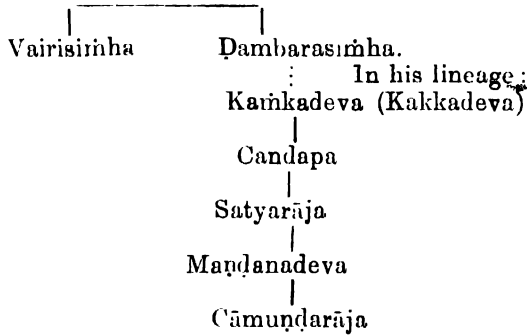 Vairisiṁha Ḍambarasiṁha.
In his lineage:
Kaṁkadeva (Kakkadeva)
Candapa
Satyarāja
Maṇḍanadeva
Cāmuṇḍarāja